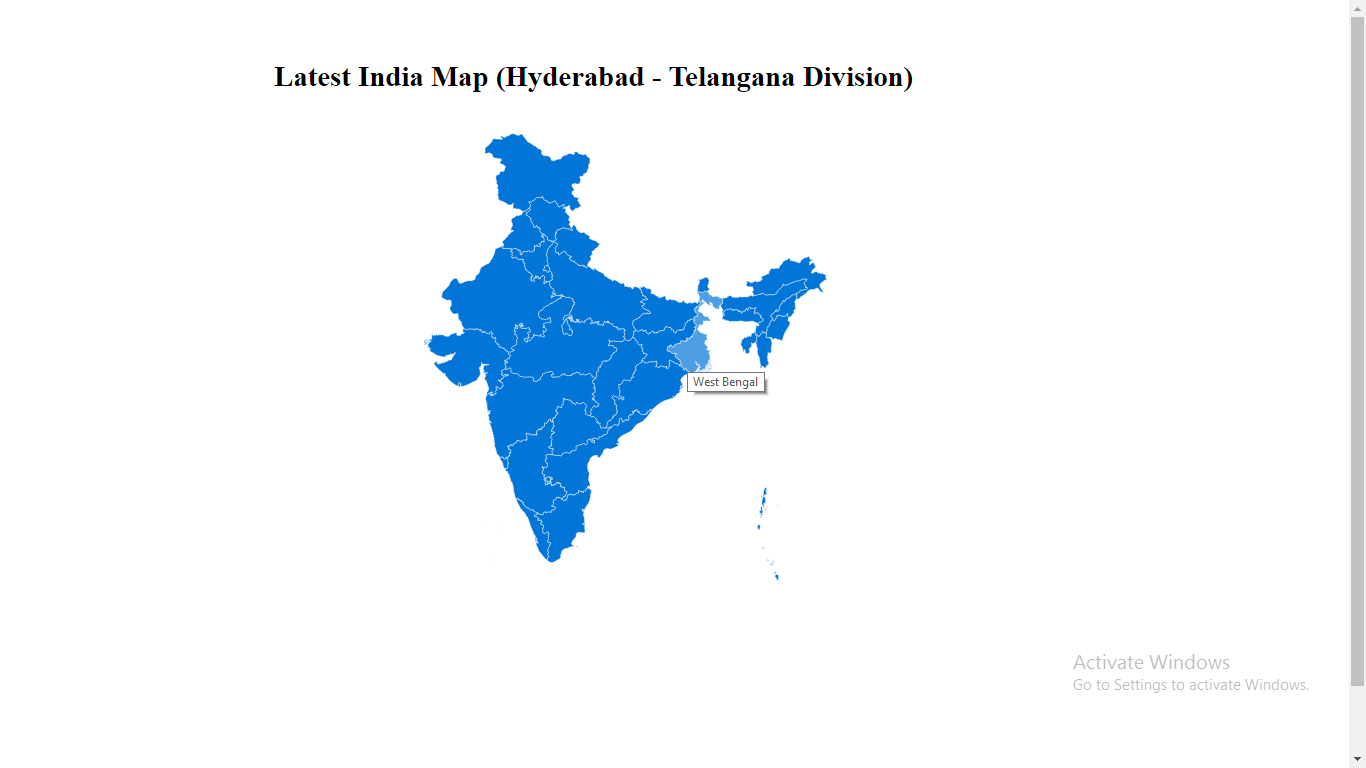 Latest India Map (Hyderabad - Telangana Division)
West Bengal
Activate Windows
Go to Settings to activate Windows.